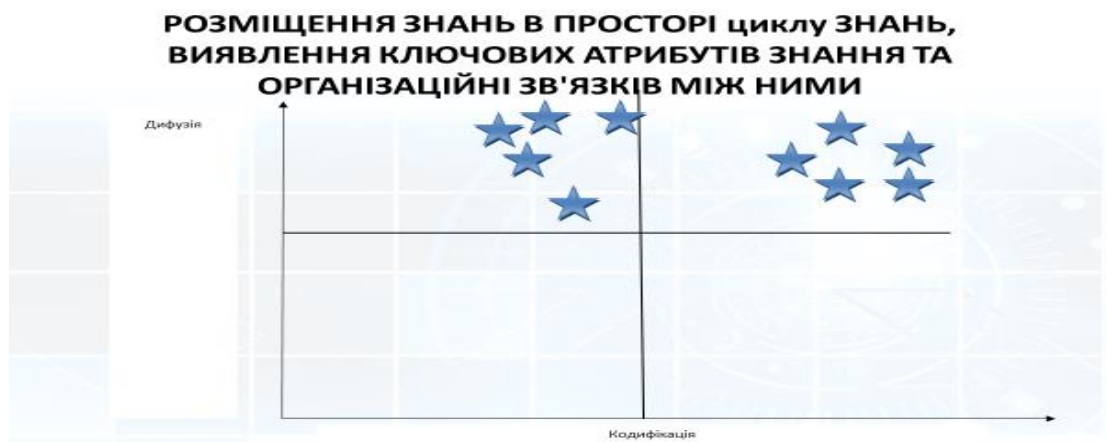 РОЗМІЩЕННЯ ЗНАНЬ В ПРОСТОРІ циклу ЗНАНЬ,
ВИЯВЛЕННЯ КЛЮЧОВИХ АТРИБУТІВ ЗНАННЯ ТА
ОРГАНІЗАЦІЙНІ ЗВ'ЯЗКІВ МІЖ НИМИ
Дифузія
Кодифікація